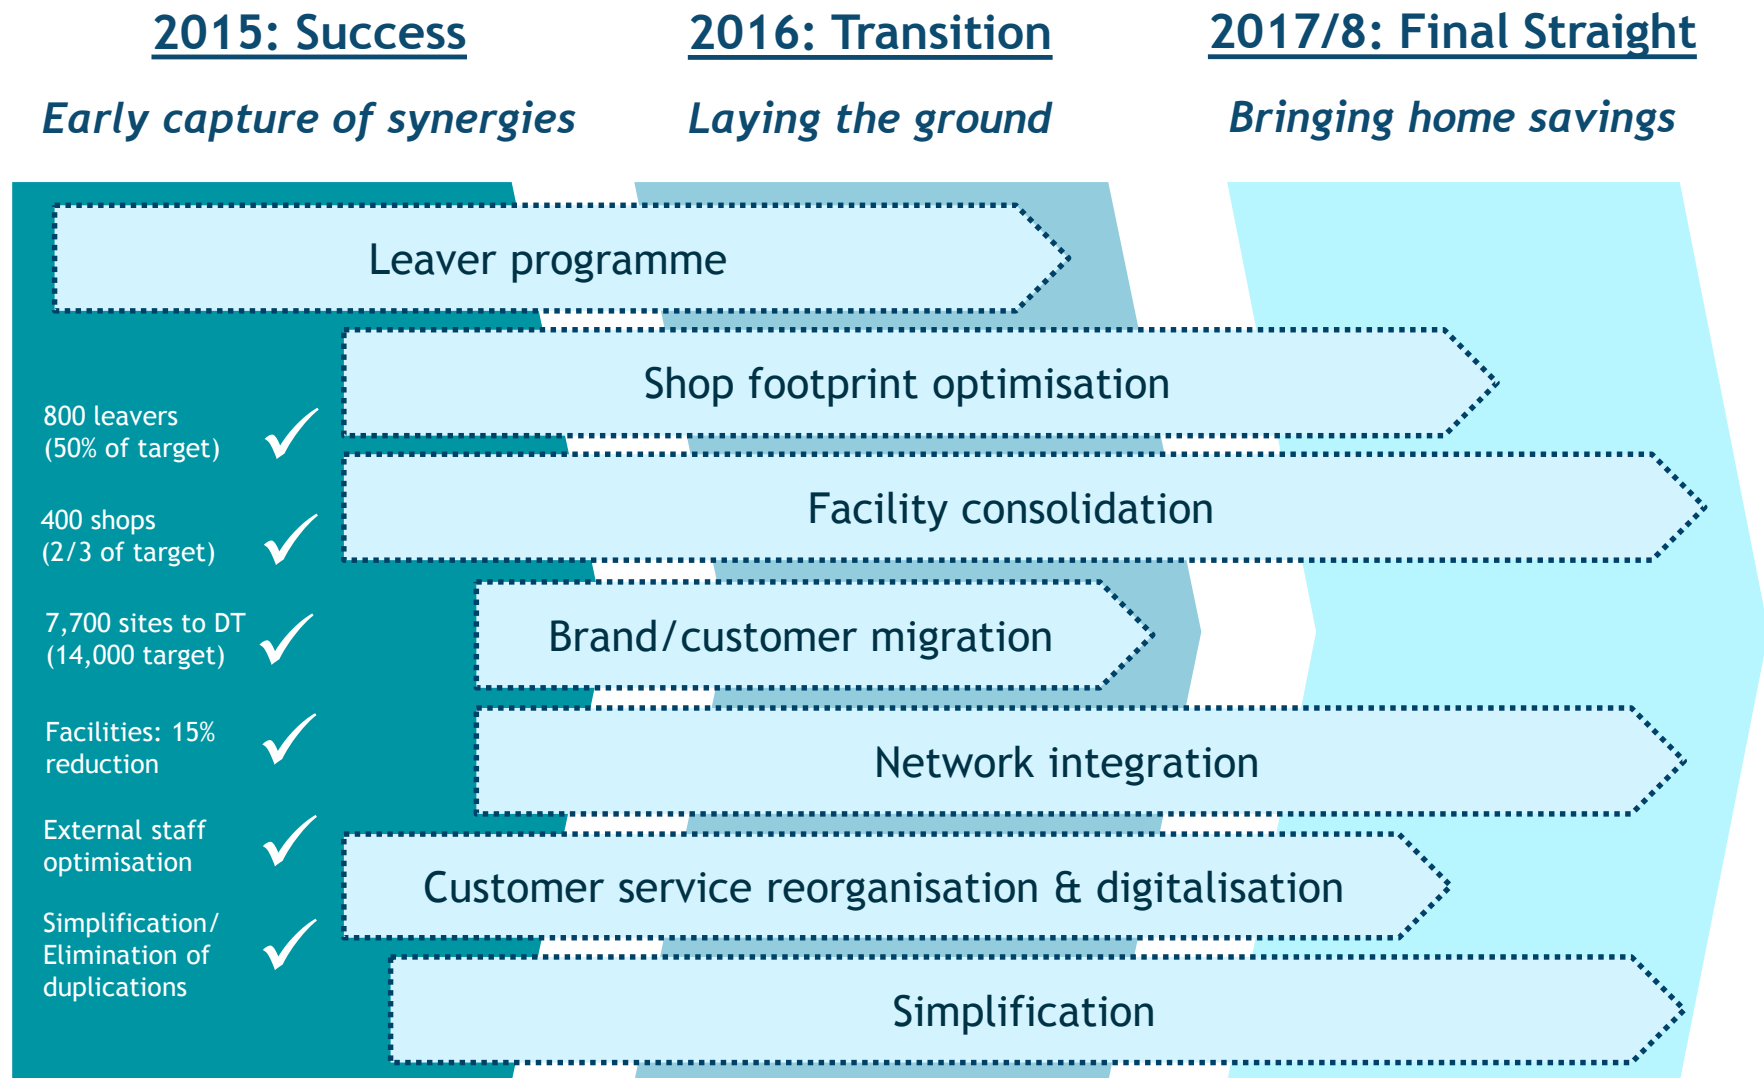 2015: Success
2016: Transition
2017/8: Final Straight
Early capture of synergies
Laying the ground
Bringing home savings
Leaver programme
Shop footprint optimisation
800 leavers
(50% of target)
Facility consolidation
400 shops
(2/3 of target)
Brand/customer migration
7,700 sites to DT
(14,000 target)
Network integration
Facilities: 15%
reduction
External staff
optimisation
Customer service reorganisation & digitalisation
Simplification/
Elimination of
duplications
Simplification